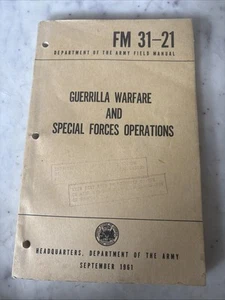 FM 31-21
DEPARTMENT OF THE ARMY FIELD MANUAL
GUERRILLA WARFARE
AND
SPECIAL FORCES OPERATIONS
HEADQUARTERS, DEPARTMENT OF THE ARMY
SEPTEMBER 1961